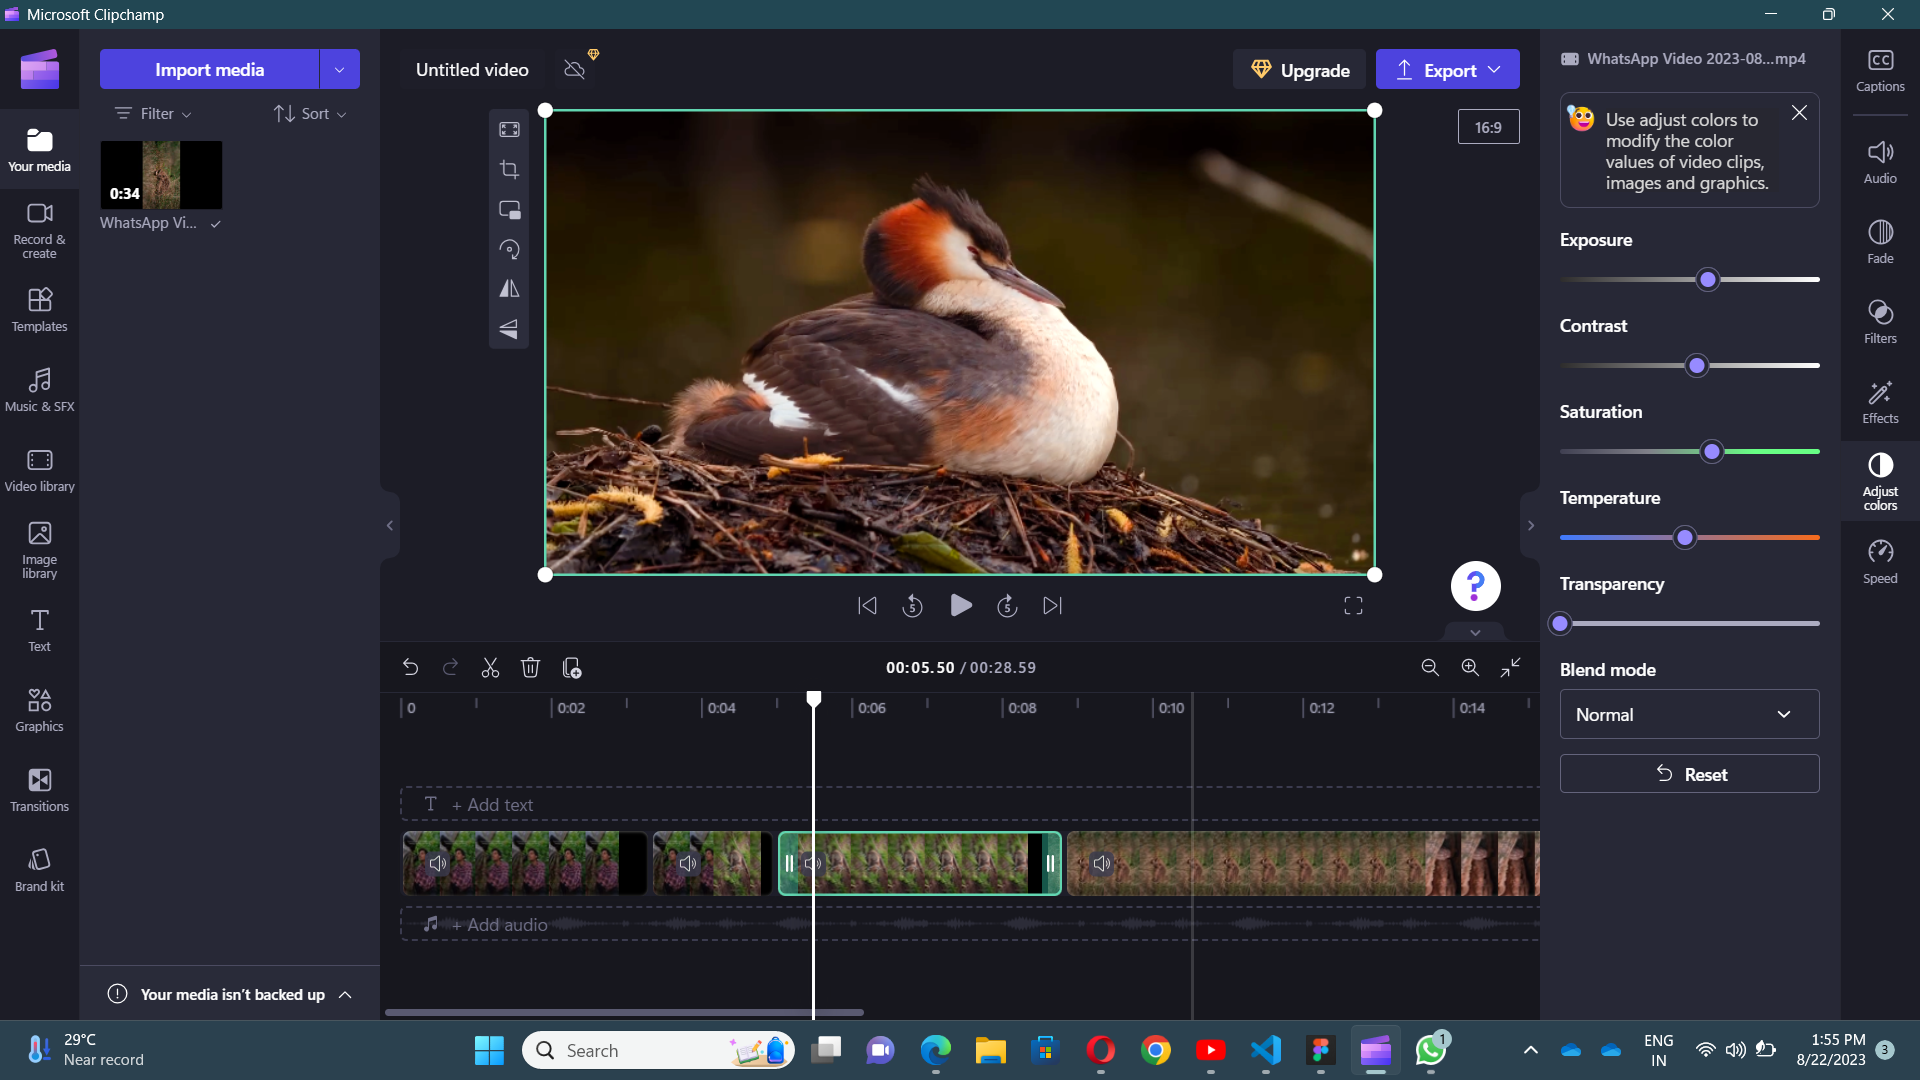 Microsoft Clipchamp
Import media
Filter
Sort
0:34
WhatsApp Vi...
Your media
Record &
create
Templates
Music & SFX
Video library
Image
library
Text
Graphics
Transitions
Brand kit
Your media isn't backed up
Untitled video
Upgrade
Export
16:9
5
5
?
00:05.50 / 00:28.59
0
0:02
0:04
0:06
0:08
0:10
0:12
0:14
T + Add text
+ Add audio
WhatsApp Video 2023-08...mp4
Use adjust colors to
modify the color
values of video clips,
images and graphics.
Exposure
Contrast
Saturation
Temperature
Transparency
Blend mode
Normal
Reset
CC
Captions
Audio
Fade
Filters
Effects
Adjust
colors
Speed
29°C
Near record
Search
1
ENG
IN
1:55 PM
8/22/2023
3